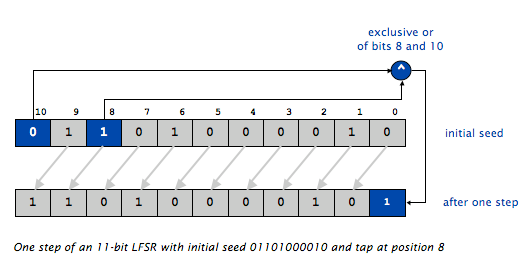 exclusive or
of bits 8 and 10
^
10 9 8 7 6 5 4 3 2 1 0
0 1 1 0 1 0 0 0 0 1 0
initial seed
1 1 0 1 0 0 0 0 1 0 1
after one step
One step of an 11-bit LFSR with initial seed 01101000010 and tap at position 8